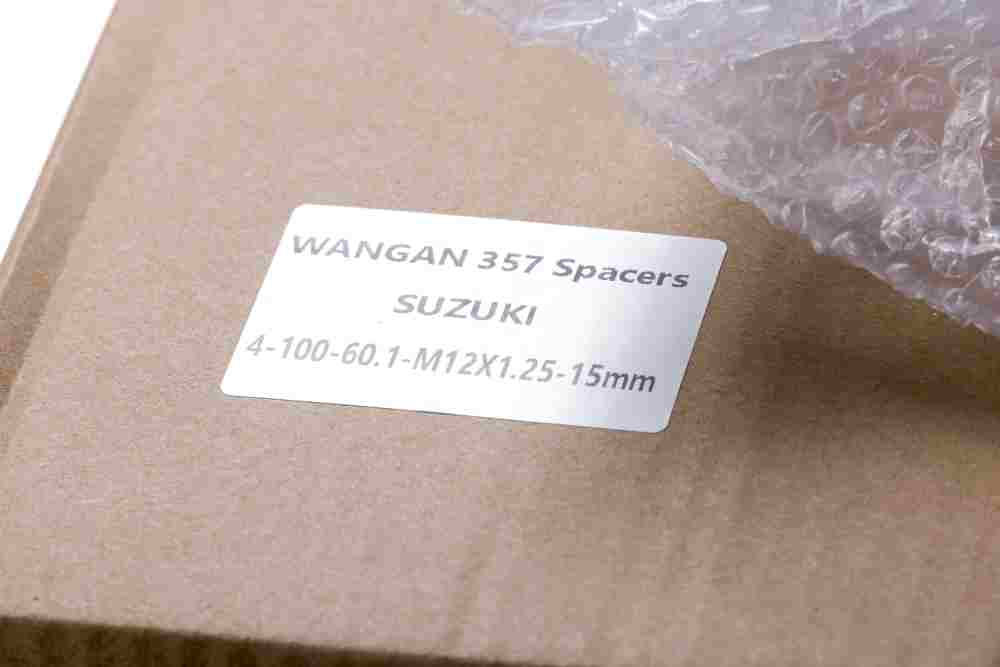 WANGAN 357 Spacers
SUZUKI
4-100-60.1-M12X1.25-15mm